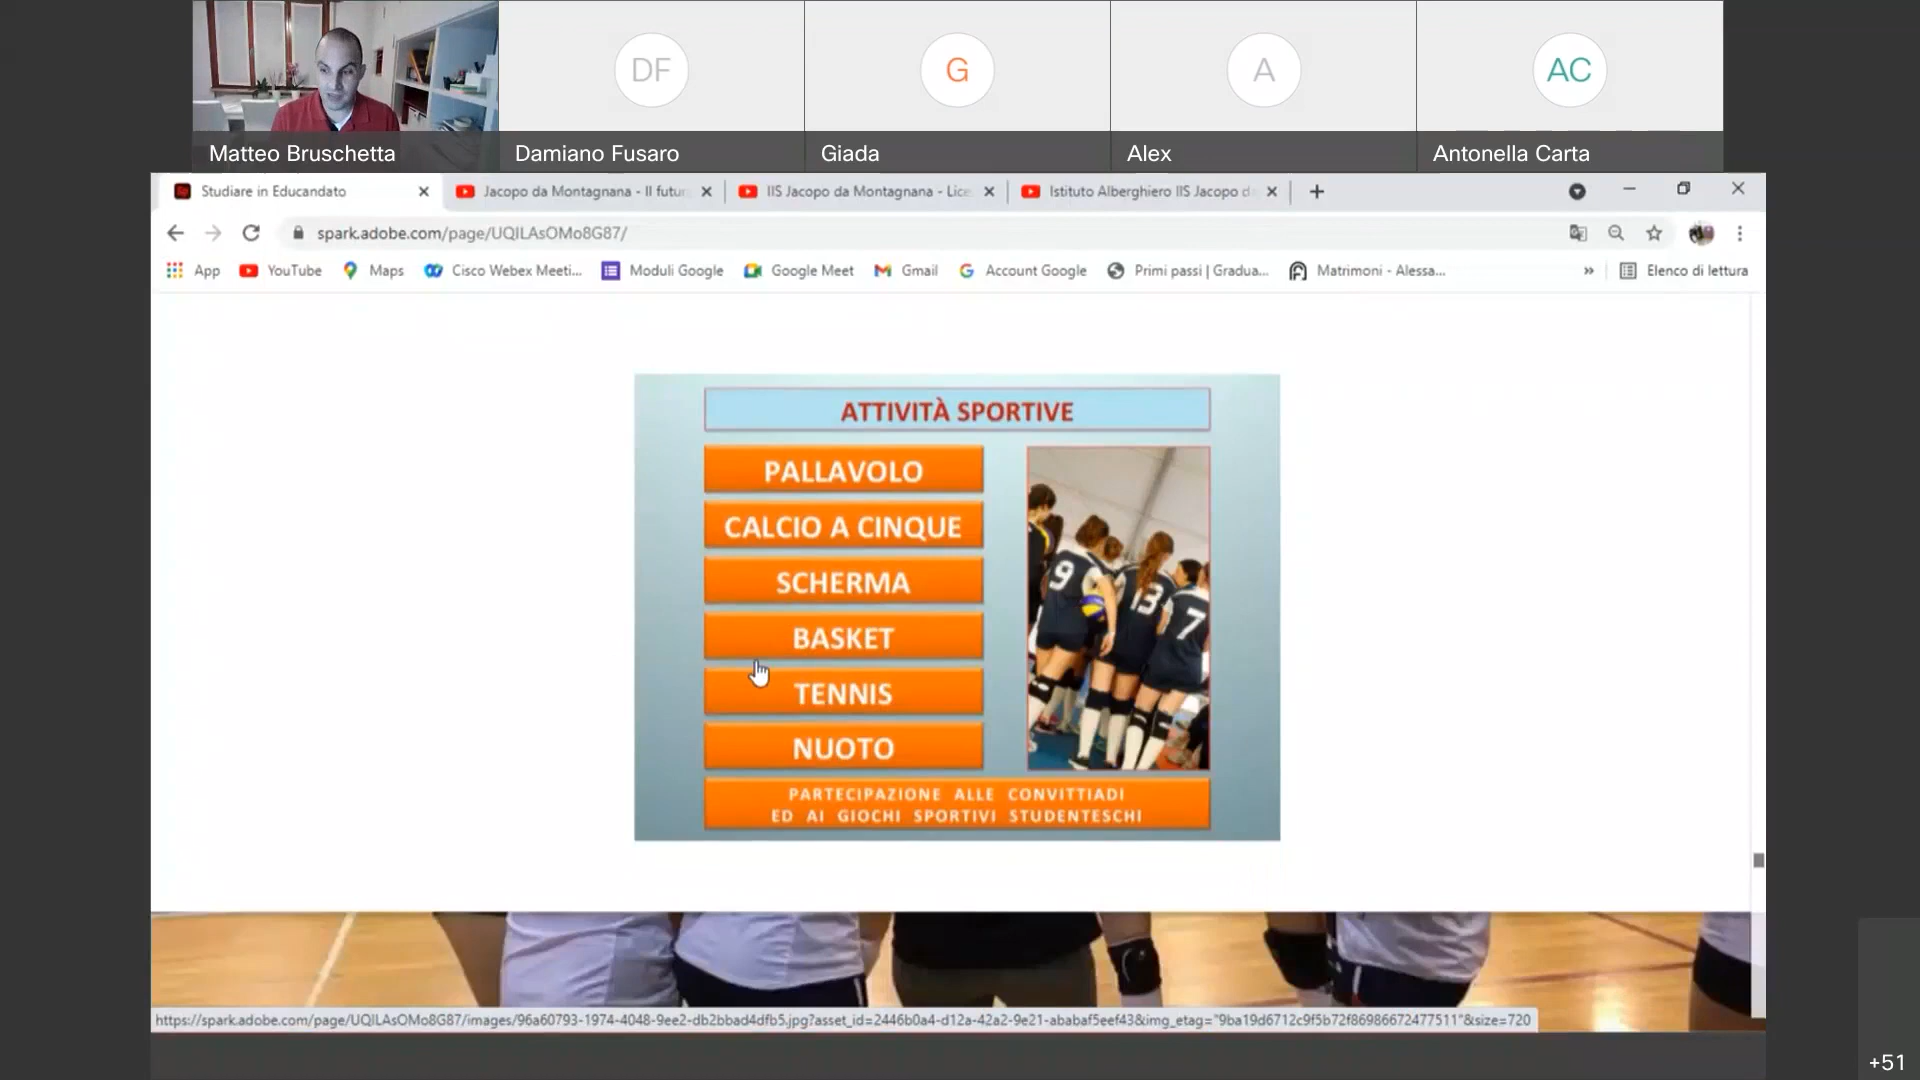 DF
G
A
AC
Matteo Bruschetta
Damiano Fusaro
Giada
Alex
Antonella Carta
Studiare in Educandato
Jacopo da Montagnana - Il futur
IIS Jacopo da Montagnana - Lice
Istituto Alberghiero IIS Jacopo d
spark.adobe.com/page/UQILAsOMo8G87/
App
YouTube
Maps
Cisco Webex Meeti...
Moduli Google
Google Meet
Gmail
Account Google
Primi passi | Gradua...
Matrimoni - Alessa...
»
Elenco di lettura
ATTIVITÀ SPORTIVE
PALLAVOLO
CALCIO A CINQUE
SCHERMA
BASKET
TENNIS
NUOTO
9
13
7
PARTECIPAZIONE ALLE CONVITTIADI
ED AI GIOCHI SPORTIVI STUDENTESCHI
https://spark.adobe.com/page/UQILAsOMo8G87/images/96a60793-1974-4048-9ee2-db2bbad4dfb5.jpg?asset_id=2446b0a4-d12a-42a2-9e21-ababaf5eef43&img_etag="9ba19d6712c9f5b72f86986672477511"&size=720
+51